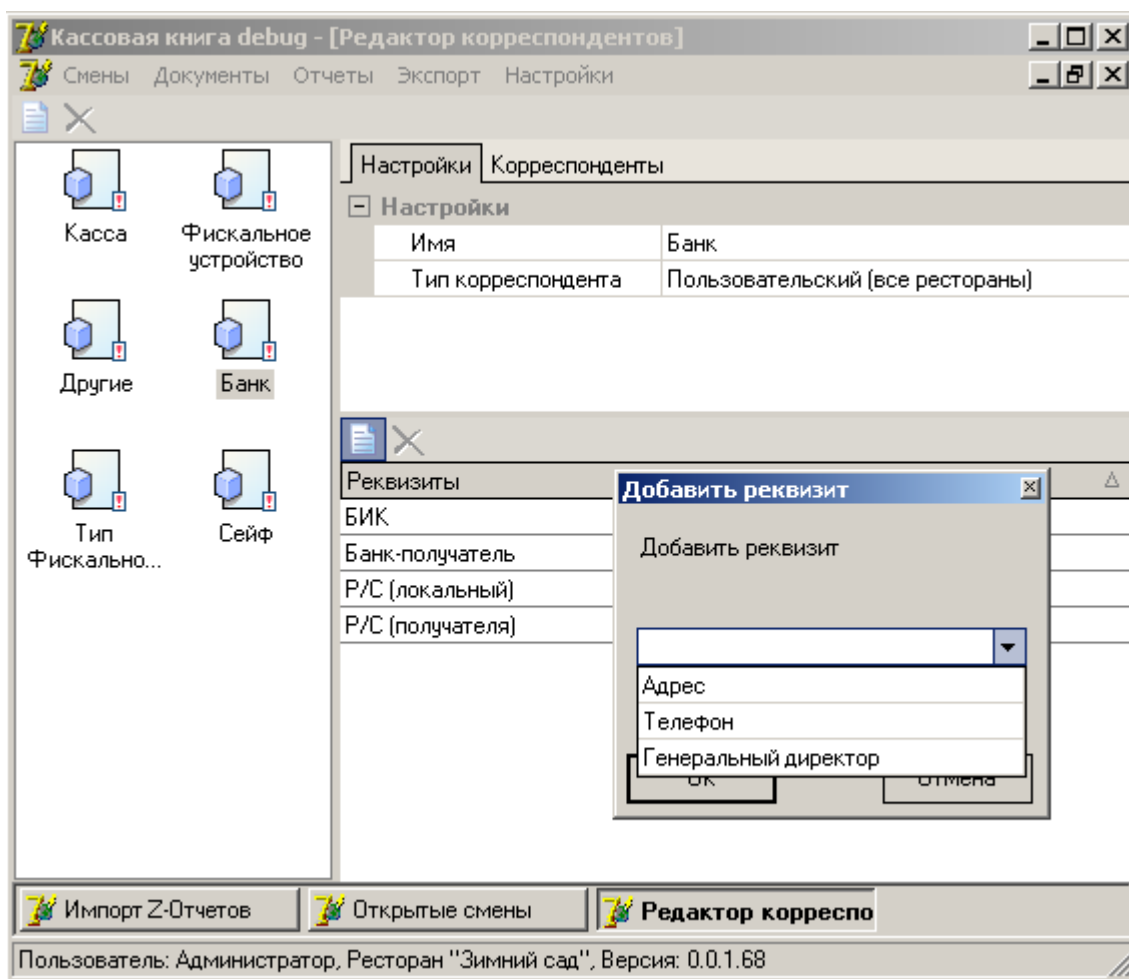 Кассовая книга debug - [Редактор корреспондентов]
Смены Документы Отчеты Экспорт Настройки
Касса
Фискальное устройство
Другие
Банк
Тип Фискально...
Сейф
Настройки Корреспонденты
Настройки
Имя Банк
Тип корреспондента Пользовательский (все рестораны)
Реквизиты
БИК
Банк-получатель
Р/С (локальный)
Р/С (получателя)
Добавить реквизит
Добавить реквизит
Адрес
Телефон
Генеральный директор
ОК Отмена
Импорт Z-Отчетов Открытые смены Редактор корреспо
Пользователь: Администратор, Ресторан "Зимний сад", Версия: 0.0.1.68